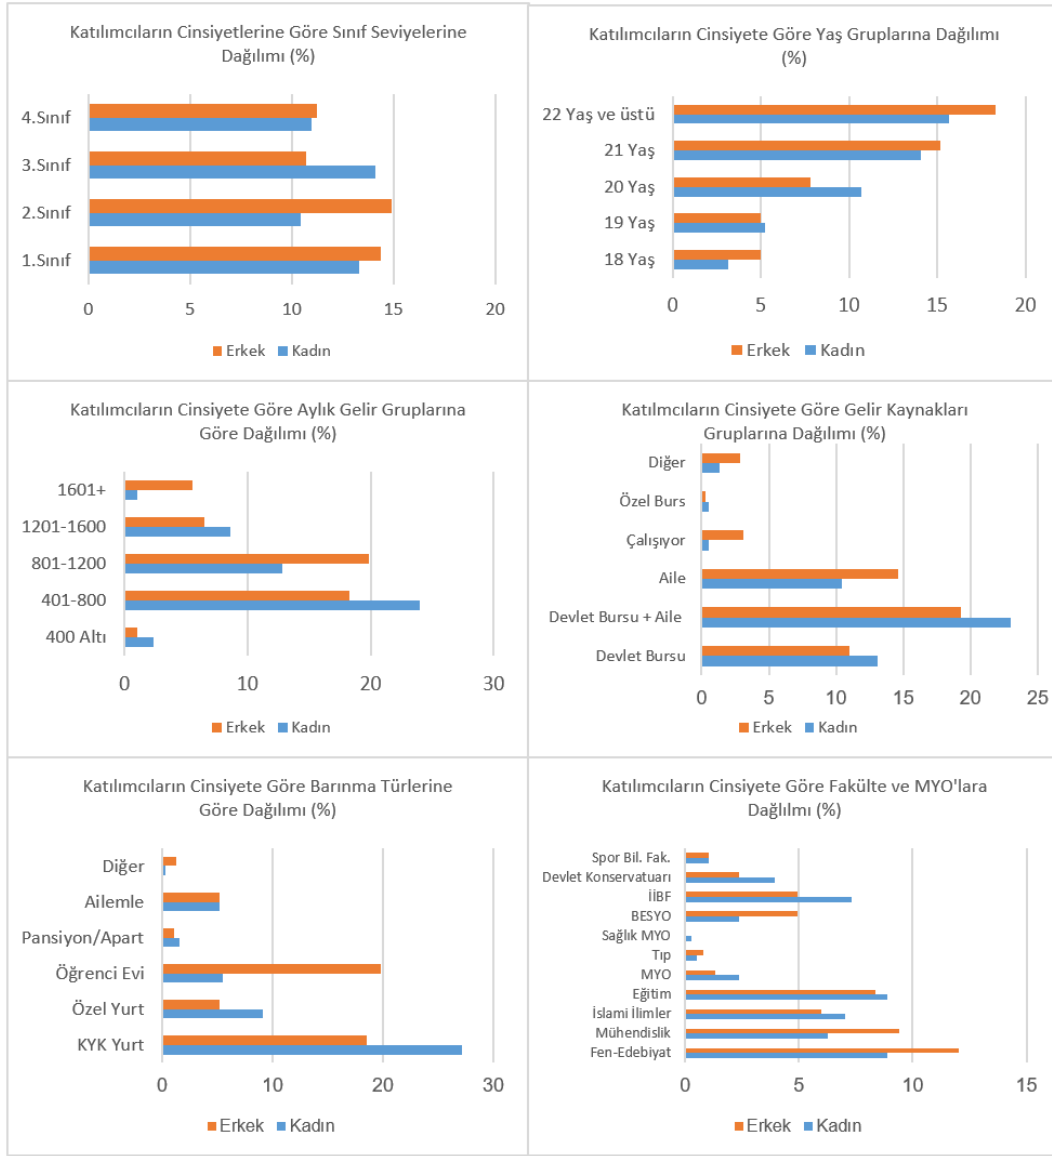 Katılımcıların Cinsiyetlerine Göre Sınıf Seviyelerine
Dağılımı (%)
4.Sınıf
3.Sınıf
2.Sınıf
1.Sınıf
0 5 10 15 20
Erkek Kadın
Katılımcıların Cinsiyete Göre Yaş Gruplarına Dağılımı
(%)
22 Yaş ve üstü
21 Yaş
20 Yaş
19 Yaş
18 Yaş
0 5 10 15 20
Erkek Kadın
Katılımcıların Cinsiyete Göre Aylık Gelir Gruplarına
Göre Dağılımı (%)
1601+
1201-1600
801-1200
401-800
400 Altı
0 10 20 30
Erkek Kadın
Katılımcıların Cinsiyete Göre Gelir Kaynakları
Gruplarına Dağılımı (%)
Diğer
Özel Burs
Çalışıyor
Aile
Devlet Bursu + Aile
Devlet Bursu
0 5 10 15 20 25
Erkek Kadın
Katılımcıların Cinsiyete Göre Barınma Türlerine
Göre Dağılımı (%)
Diğer
Ailemle
Pansiyon/Apart
Öğrenci Evi
Özel Yurt
KYK Yurt
0 10 20 30
Erkek Kadın
Katılımcıların Cinsiyete Göre Fakülte ve MYO'lara
Dağlılmı (%)
Spor Bil. Fak.
Devlet Konservatuarı
İİBF
BESYO
Sağlık MYO
Tıp
MYO
Eğitim
İslami İlimler
Mühendislik
Fen-Edebiyat
0 5 10 15
Erkek Kadın